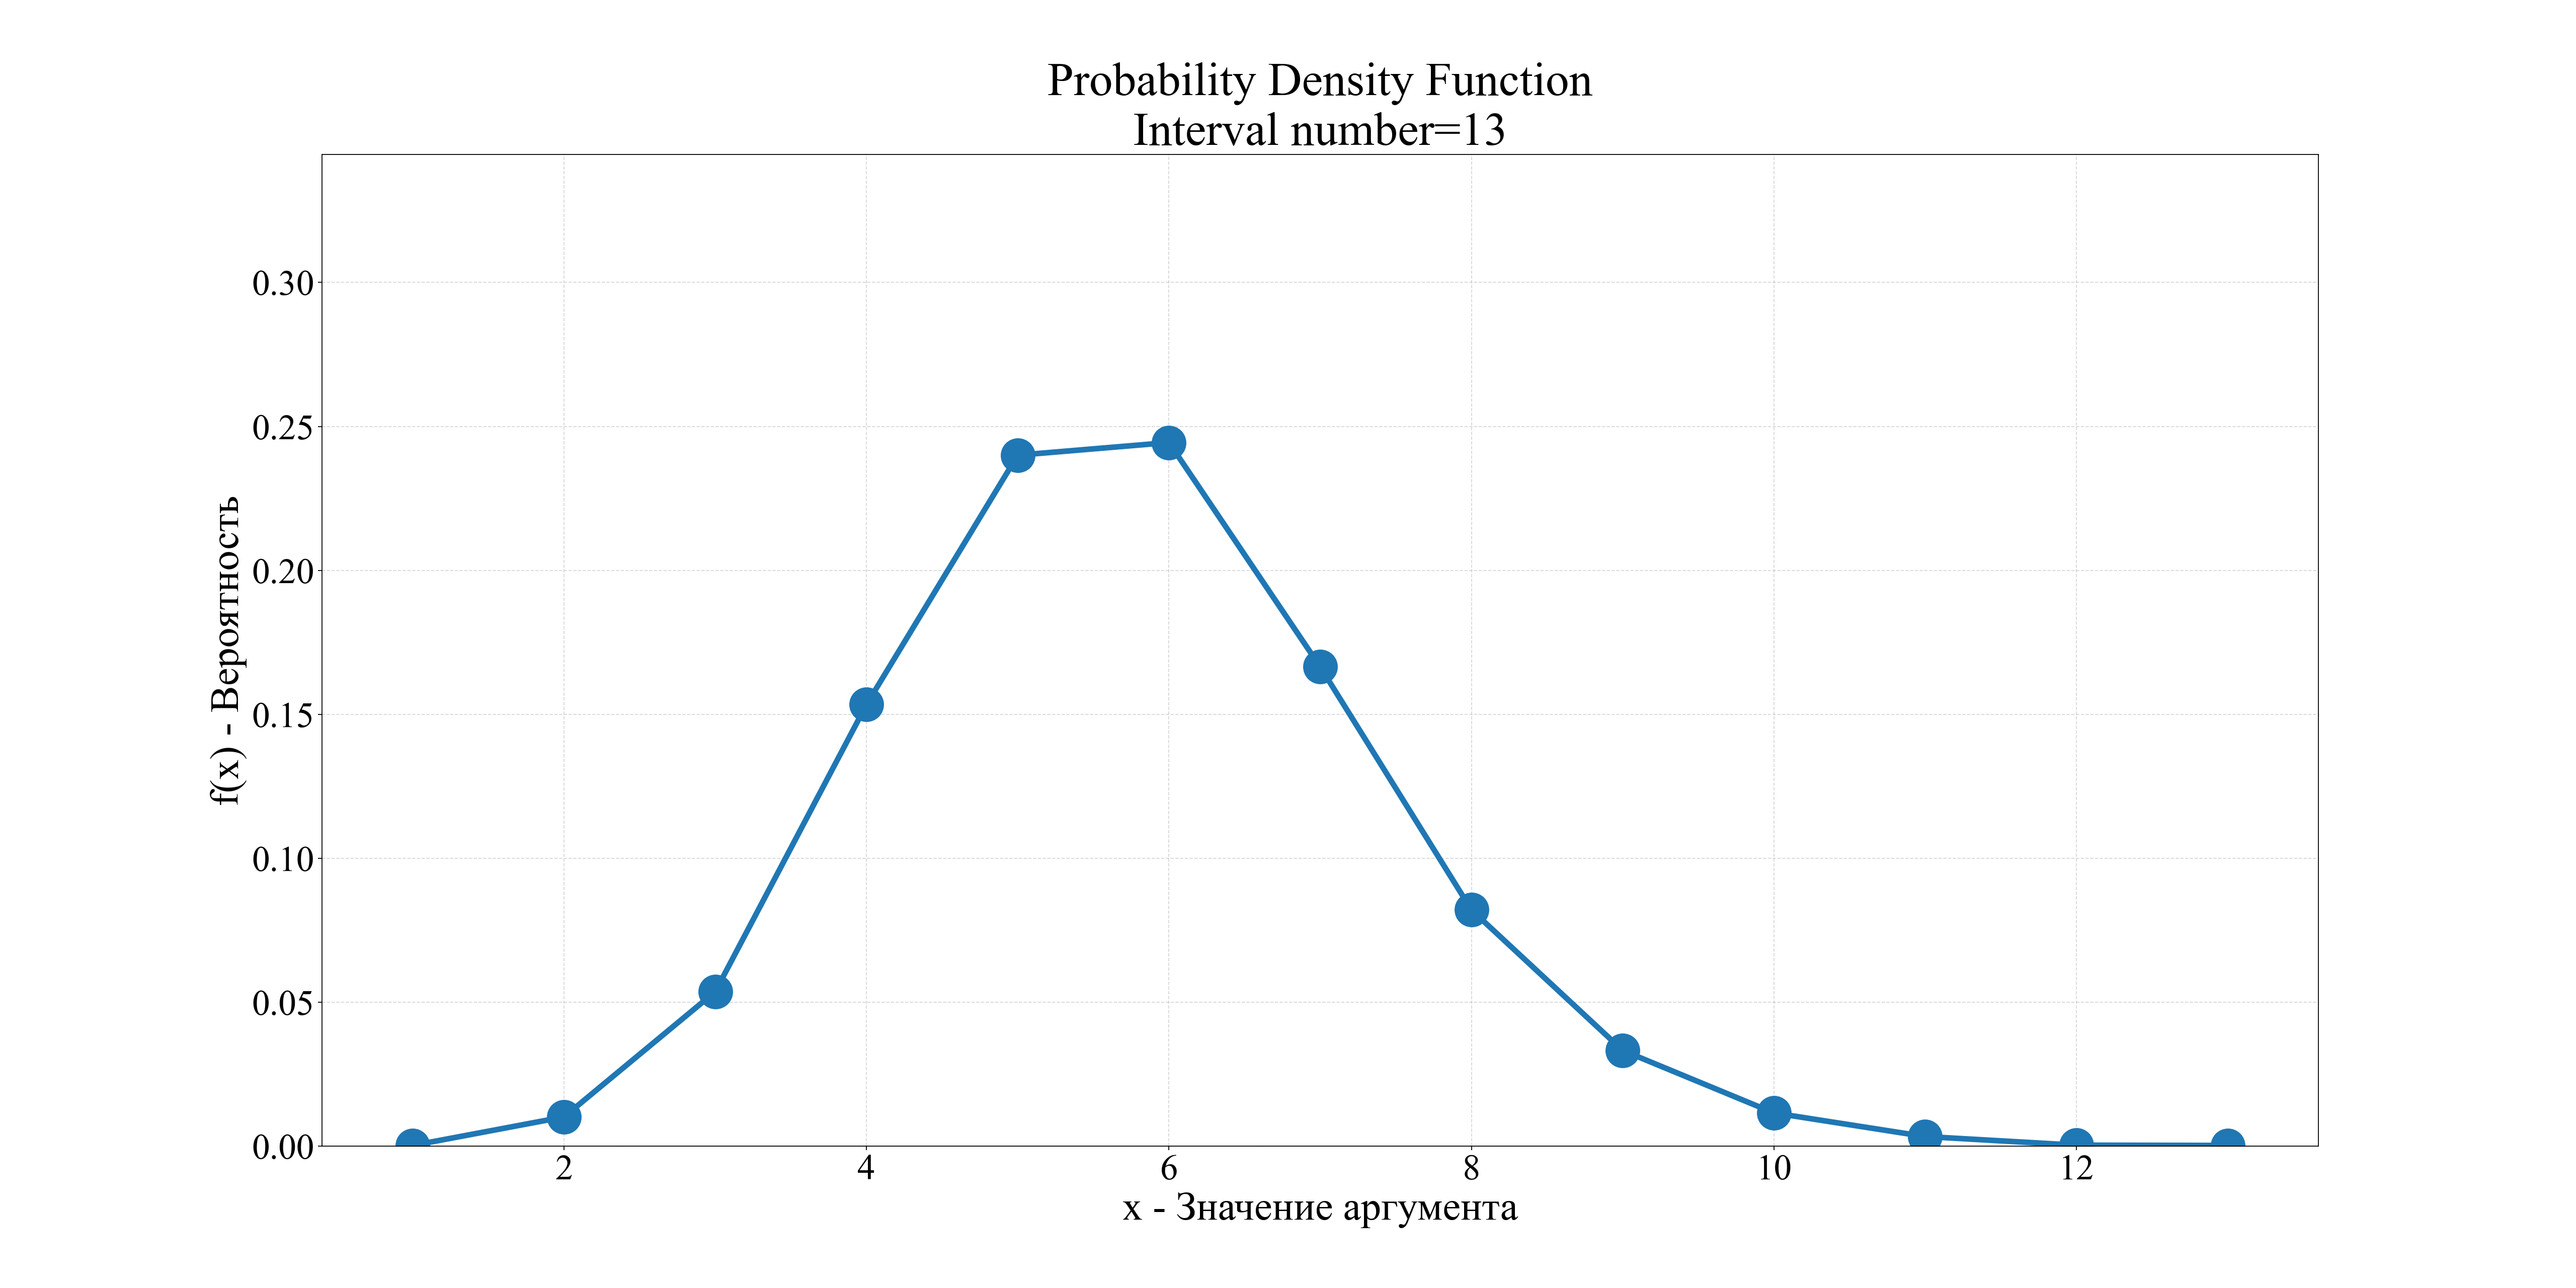 Probability Density Function
Interval number=13
f(x) - Вероятность
0.30
0.25
0.20
0.15
0.10
0.05
0.00
2 4 6 8 10 12
x - Значение аргумента